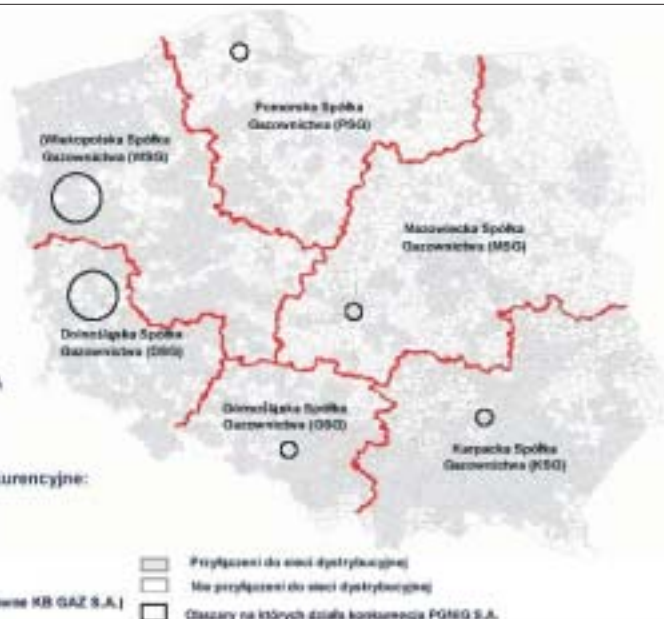 Pomorska Spółka
Gazownictwa (PSG)
Wielkopolska Spółka
Gazownictwa (WSG)
Mazowiecka Spółka
Gazownictwa (MSG)
Dolnośląska Spółka
Gazownictwa (DSG)
Górnośląska Spółka
Gazownictwa (GSG)
Karpacka Spółka
Gazownictwa (KSG)
urencyjne:
Przyłączeni do sieci dystrybucyjnej
Nie przyłączeni do sieci dystrybucyjnej
wne KB GAZ S.A.)
Obszary na których działa konkurencja PGNiG S.A.